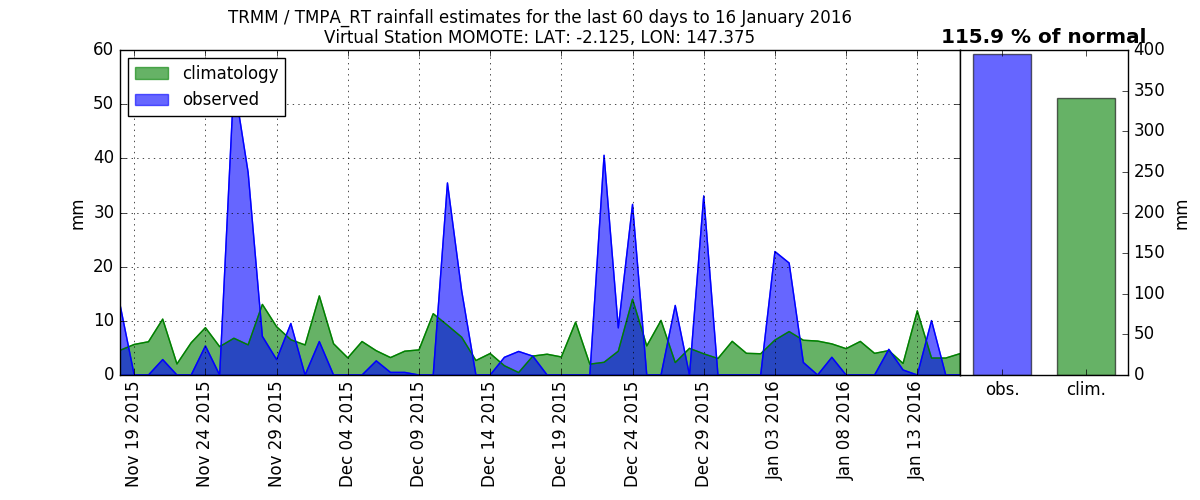 TRMM / TMPA_RT rainfall estimates for the last 60 days to 16 January 2016
Virtual Station MOMOTE: LAT: -2.125, LON: 147.375
115.9 % of normal
climatology
observed
60
50
40
30
20
10
0
mm
400
350
300
250
200
150
100
50
0
mm
Nov 19 2015
Nov 24 2015
Nov 29 2015
Dec 04 2015
Dec 09 2015
Dec 14 2015
Dec 19 2015
Dec 24 2015
Dec 29 2015
Jan 03 2016
Jan 08 2016
Jan 13 2016
obs.
clim.